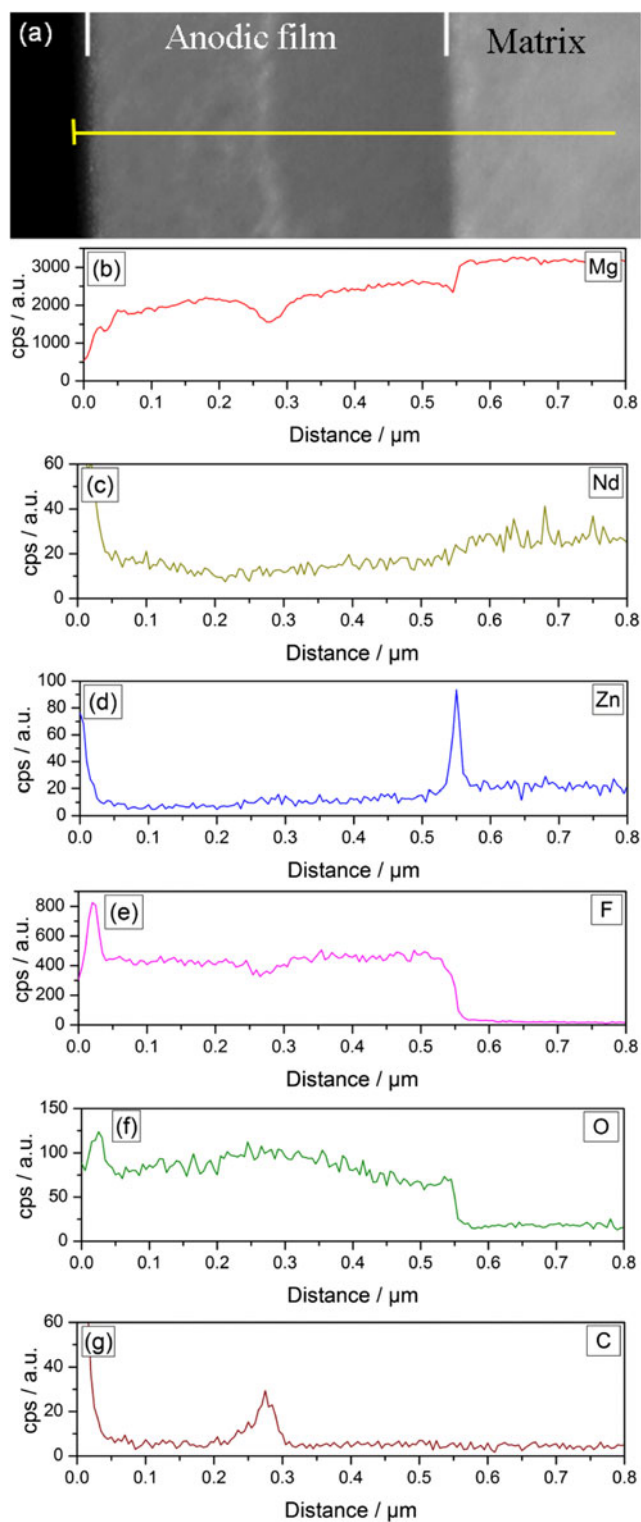 (a) Anodic film Matrix
(b) Mg
cps / a.u.
3000
2000
1000
0
0.0 0.1 0.2 0.3 0.4 0.5 0.6 0.7 0.8
Distance / µm
(c) Nd
cps / a.u.
60
40
20
0
0.0 0.1 0.2 0.3 0.4 0.5 0.6 0.7 0.8
Distance / µm
(d) Zn
cps / a.u.
100
80
60
40
20
0
0.0 0.1 0.2 0.3 0.4 0.5 0.6 0.7 0.8
Distance / µm
(e) F
cps / a.u.
800
600
400
200
0
0.0 0.1 0.2 0.3 0.4 0.5 0.6 0.7 0.8
Distance / µm
(f) O
cps / a.u.
150
100
50
0
0.0 0.1 0.2 0.3 0.4 0.5 0.6 0.7 0.8
Distance / µm
(g) C
cps / a.u.
60
40
20
0
0.0 0.1 0.2 0.3 0.4 0.5 0.6 0.7 0.8
Distance / µm